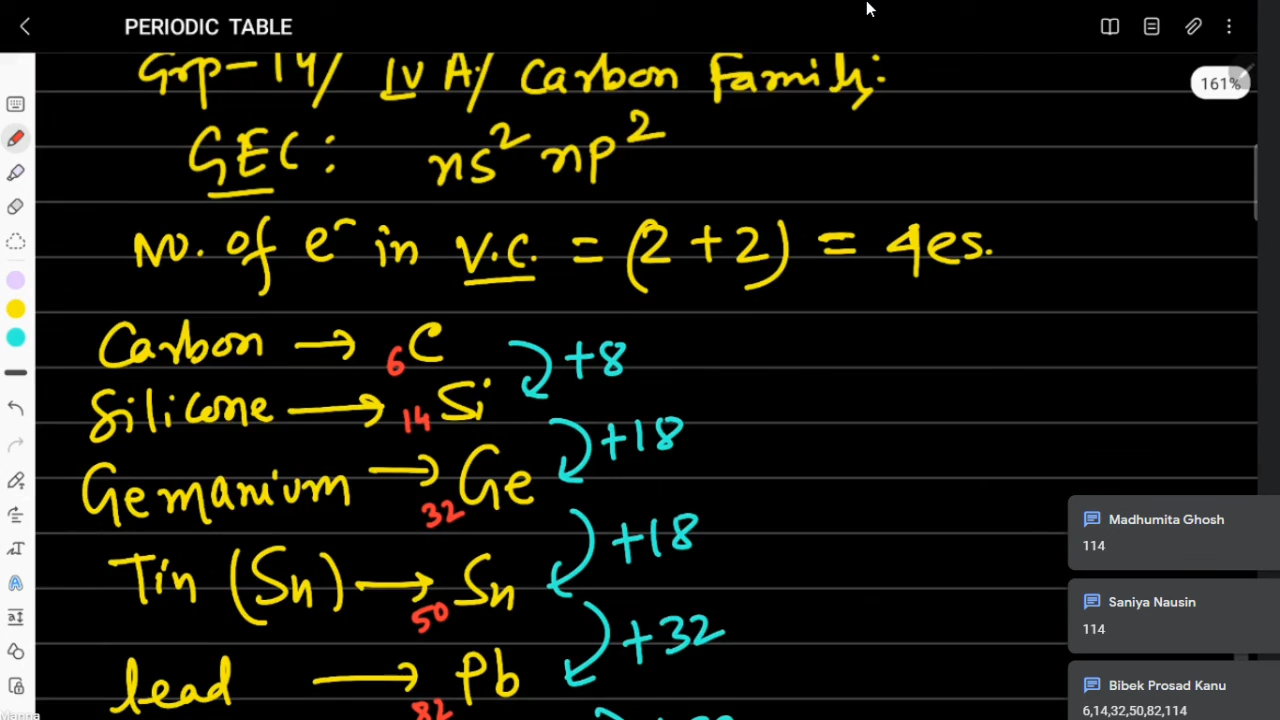 PERIODIC TABLE
161%
Grp-14/ IV A/ Carbon Family:
GEC: ns² np²
No. of e⁻ in V.C. = (2+2) = 4es.
Carbon → ₆C
+8
Silicone → ₁₄Si
+18
Gemanium → ₃₂Ge
+18
Tin (Sn) → ₅₀Sn
+32
lead → ₈₂Pb
Madhumita Ghosh
114
Saniya Nausin
114
Bibek Prosad Kanu
6,14,32,50,82,114